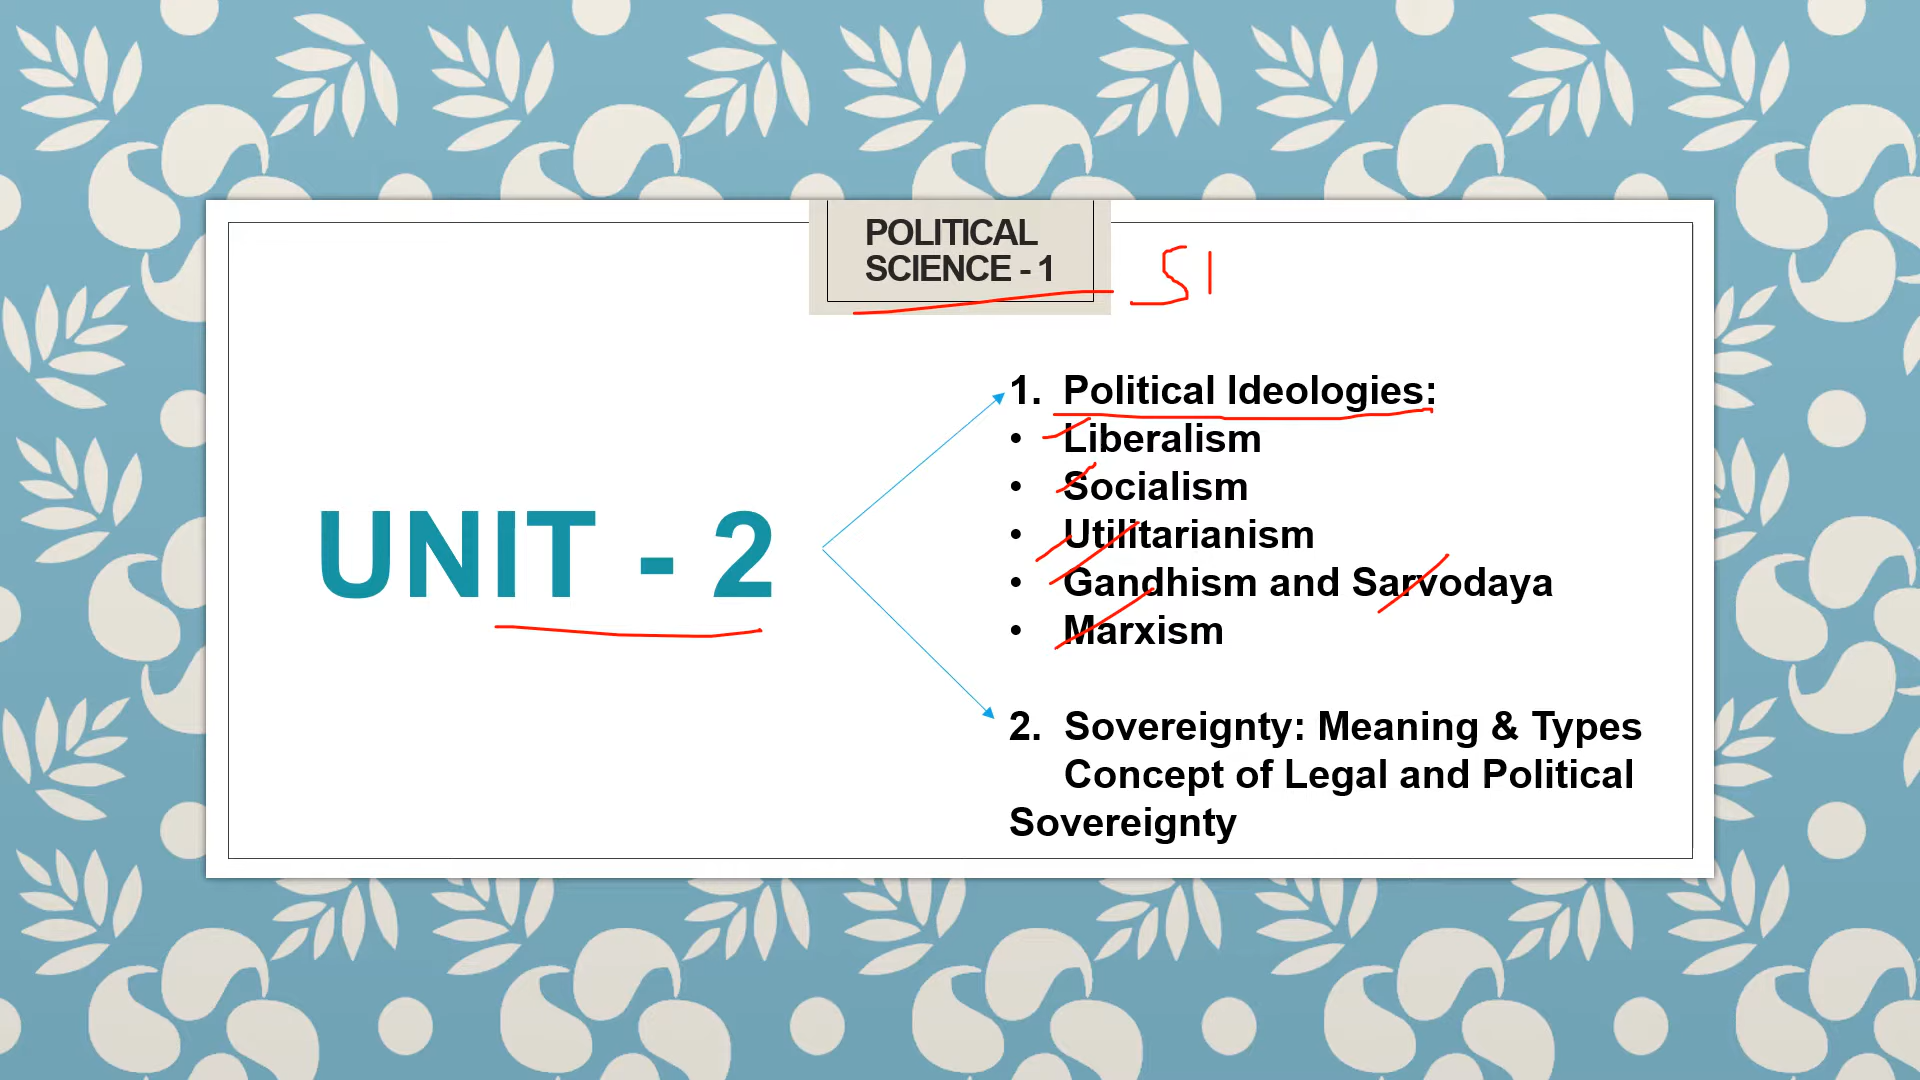 POLITICAL
SCIENCE - 1
S1
UNIT - 2
1. Political Ideologies:
• Liberalism
• Socialism
• Utilitarianism
• Gandhism and Sarvodaya
• Marxism
2. Sovereignty: Meaning & Types
Concept of Legal and Political
Sovereignty